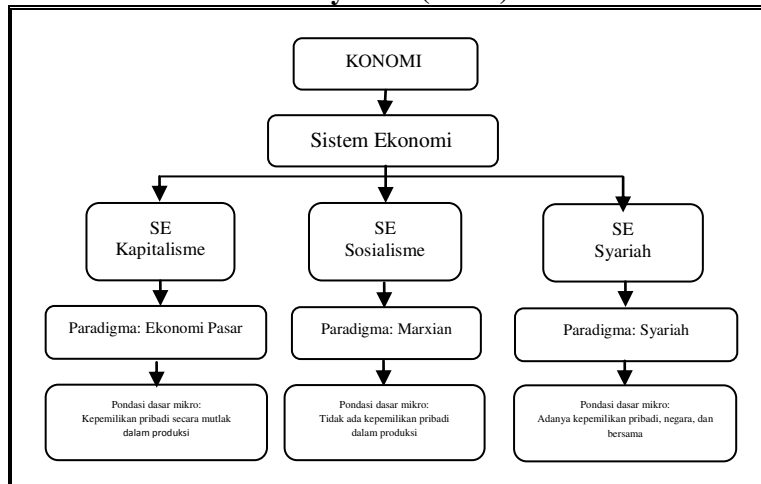 KONOMI
Sistem Ekonomi
SE
Kapitalisme
SE
Sosialisme
SE
Syariah
Paradigma: Ekonomi Pasar
Paradigma: Marxian
Paradigma: Syariah
Pondasi dasar mikro:
Kepemilikan pribadi secara mutlak
dalam produksi
Pondasi dasar mikro:
Tidak ada kepemilikan pribadi
dalam produksi
Pondasi dasar mikro:
Adanya kepemilikan pribadi, negara, dan
bersama